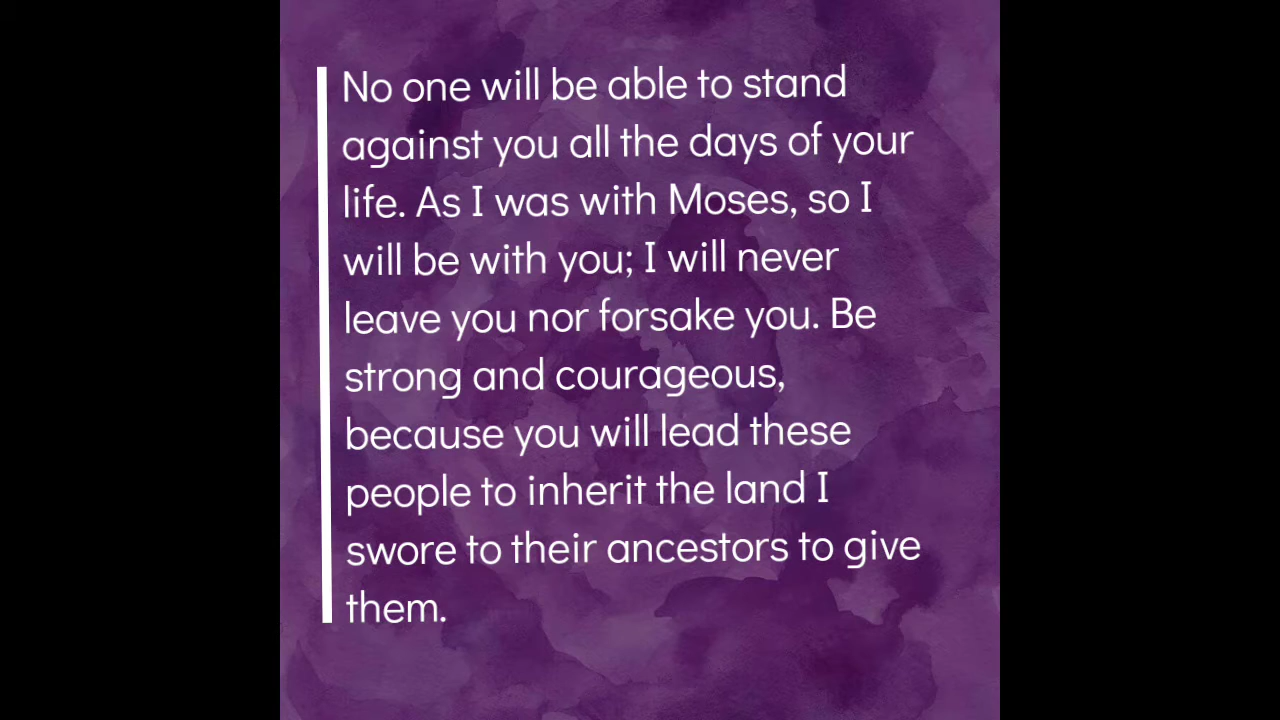 No one will be able to stand
against you all the days of your
life. As I was with Moses, so I
will be with you; I will never
leave you nor forsake you. Be
strong and courageous,
because you will lead these
people to inherit the land I
swore to their ancestors to give
them.